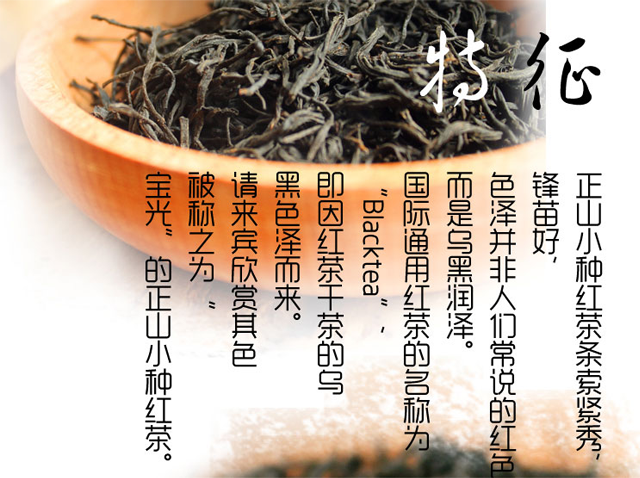 特征
正山小种红茶条索紧秀，
锋苗好，
色泽并非人们常说的红色
而是乌黑润泽。
国际通用红茶的名称为
“Blacktea”，
即因红茶干茶的乌
黑色泽而来。
请来宾欣赏其色
被称之为“
宝光”的正山小种红茶。